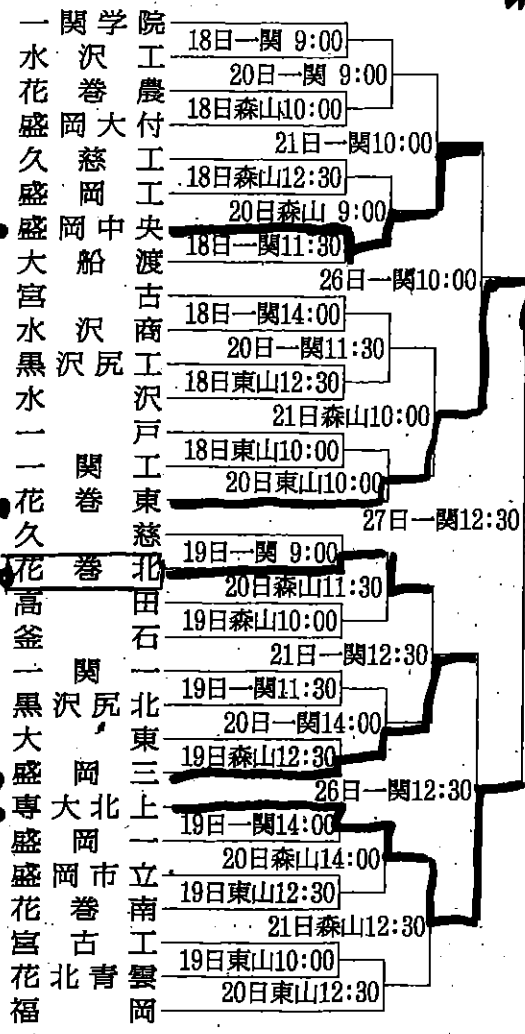 一関学院
18日一関 9:00
水沢工
20日一関 9:00
花巻農
18日森山10:00
盛岡大付
21日一関10:00
久慈工
18日森山12:30
盛岡工
20日森山 9:00
盛岡中央
18日一関11:30
大船渡
26日一関10:00
宮古
18日一関14:00
水沢商
20日一関11:30
黒沢尻工
18日東山12:30
水沢
21日森山10:00
一戸
18日東山10:00
一関工
20日東山10:00
花巻東
27日一関12:30
久慈
19日一関 9:00
花巻北
20日森山11:30
高田
19日森山10:00
釜石
21日一関12:30
一関一
19日一関11:30
黒沢尻北
20日一関14:00
大東
19日森山12:30
盛岡三
26日一関12:30
専大北上
19日一関14:00
盛岡一
20日森山14:00
盛岡市立
19日東山12:30
花巻南
21日森山12:30
宮古工
19日東山10:00
花北青雲
20日東山12:30
福岡